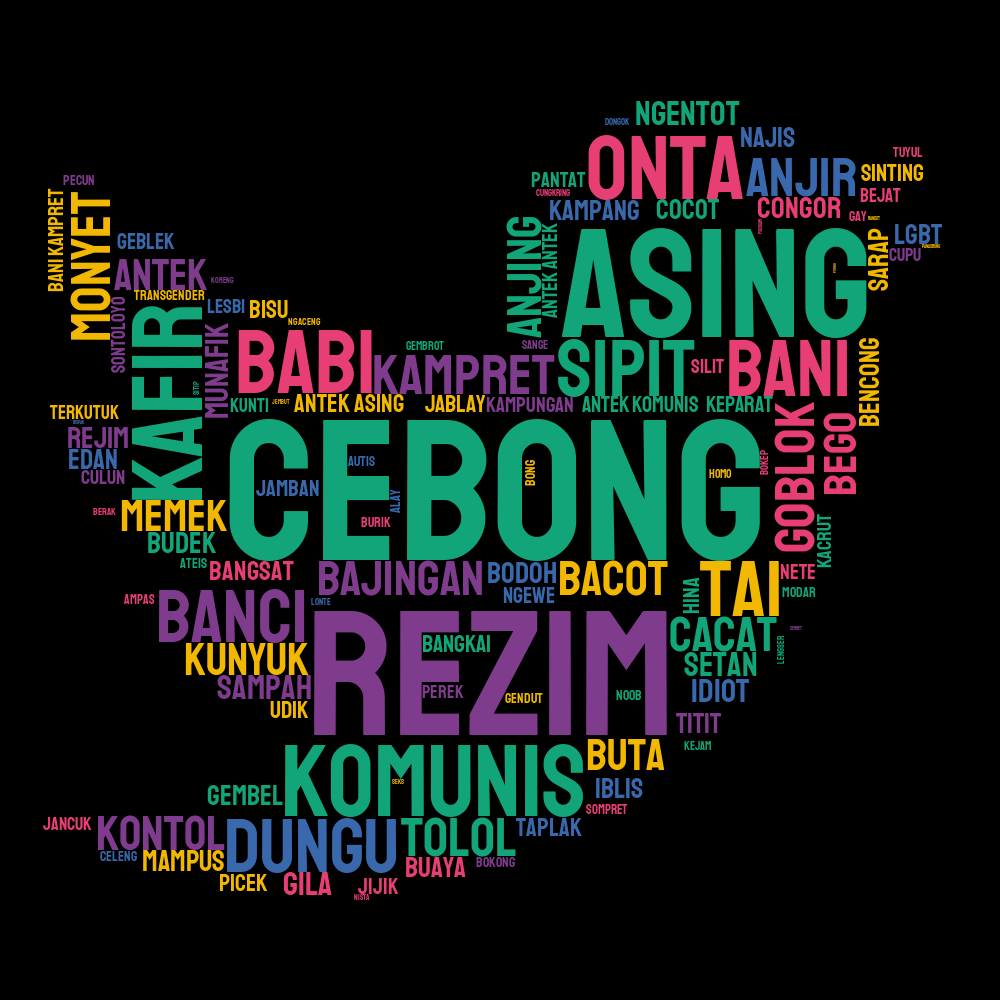 NGENTOT
DONGOK
NAJIS
ONTA
TUYUL
ANJIR
SINTING
PECUN
PANTAT
CUNGKRING
BEJAT
BANI KAMPRET
MONYET
KAMPANG
COCOT
CONGOR
GAY
LGBT
CUPU
GEBLEK
ANJING
ANTEK ANTEK
ASING
SARAP
ANTEK
KORENG
TRANSGENDER
LESBI
BISU
NGACENG
SONTOLOYO
KAFIR
MUNAFIK
BABI
GEMBROT
SANGE
KAMPRET
SIPIT
SILIT
BANI
BENCONG
KUNTI
JEMBUT
ANTEK ASING
JABLAY
KAMPUNGAN
ANTEK KOMUNIS
KEPARAT
TERKUTUK
REJIM
EDAN
CULUN
CEBONG
AUTIS
JAMBAN
ALAY
BURIK
BONG
HOMO
BOKEP
GOBLOK
BEGO
BERAK
MEMEK
BUDEK
KACRUT
ATEIS
BANGSAT
BAJINGAN
BODOH
NGEWE
BACOT
HINA
TAI
NETE
MODAR
AMPAS
BANCI
LONTE
REZIM
BANGKAI
PEREK
GENDUT
NOOB
CACAT
LENGSER
SETAN
KUNYUK
SAMPAH
UDIK
IDIOT
TITIT
KEJAM
KOMUNIS
SEKS
BUTA
IBLIS
SOMPRET
GEMBEL
JANCUK
KONTOL
DUNGU
TOLOL
TAPLAK
CELENG
MAMPUS
BUAYA
BOKONG
PICEK
GILA
JIJIK
NISTA